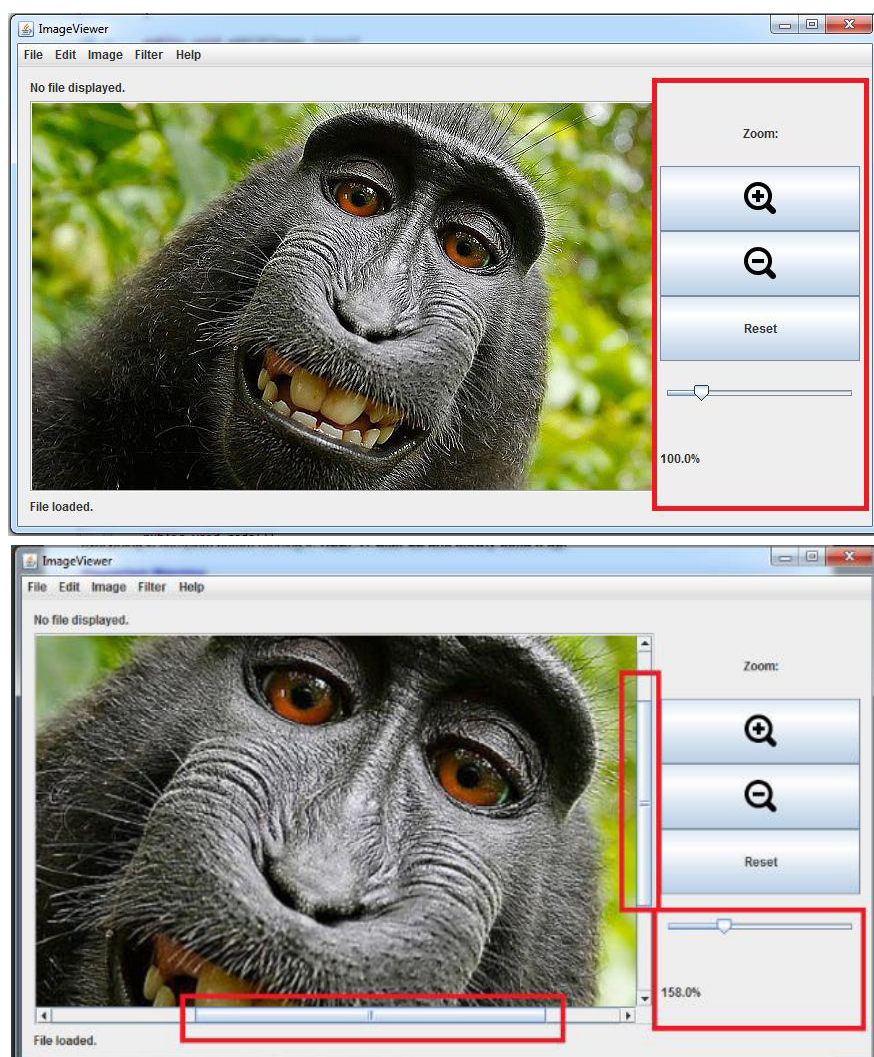 ImageViewer
File Edit Image Filter Help
No file displayed.
Zoom:
Reset
100.0%
File loaded.
ImageViewer
File Edit Image Filter Help
No file displayed.
Zoom:
Reset
158.0%
File loaded.